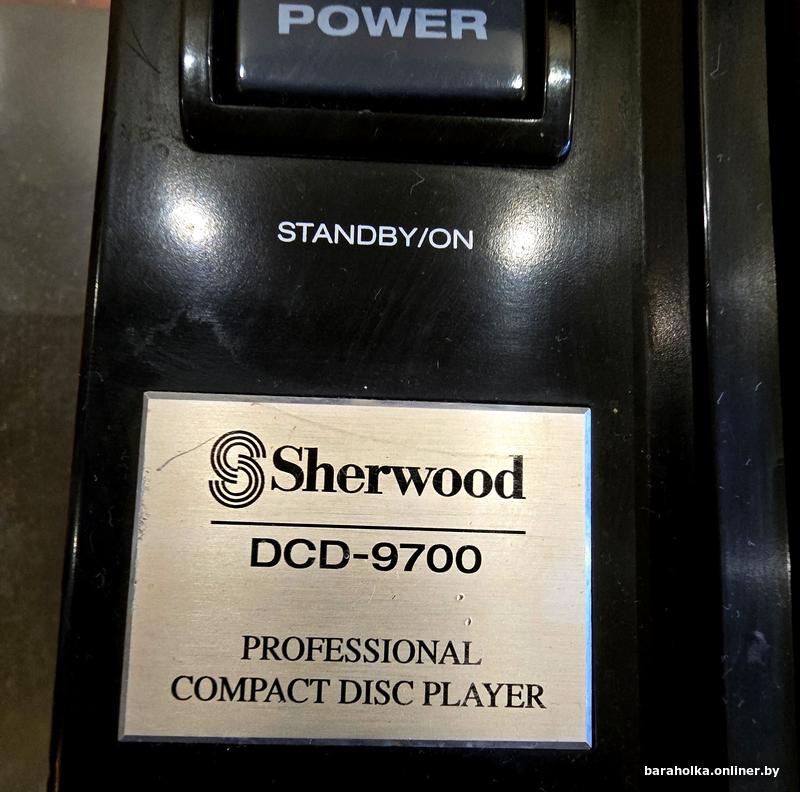 POWER
STANDBY/ON
Sherwood
DCD-9700
PROFESSIONAL
COMPACT DISC PLAYER
baraholka.onliner.by